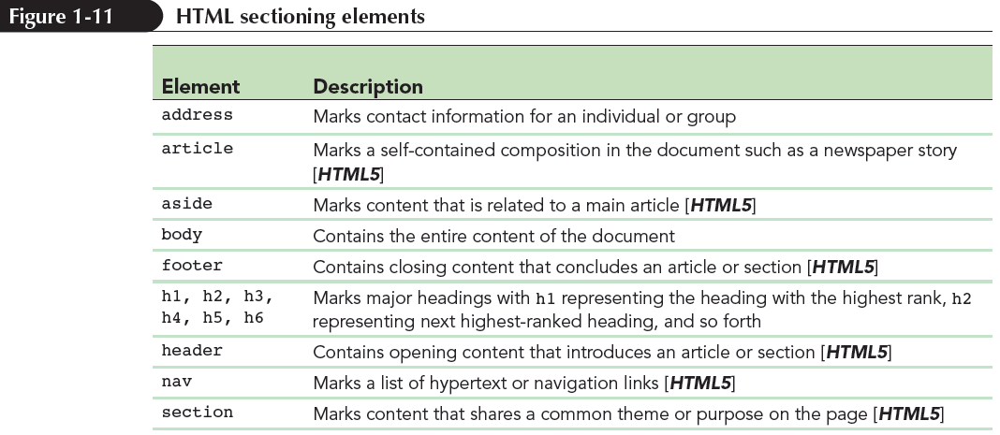 Figure 1-11 HTML sectioning elements
Element Description
address Marks contact information for an individual or group
article Marks a self-contained composition in the document such as a newspaper story
[HTML5]
aside Marks content that is related to a main article [HTML5]
body Contains the entire content of the document
footer Contains closing content that concludes an article or section [HTML5]
h1, h2, h3, Marks major headings with h1 representing the heading with the highest rank, h2
h4, h5, h6 representing next highest-ranked heading, and so forth
header Contains opening content that introduces an article or section [HTML5]
nav Marks a list of hypertext or navigation links [HTML5]
section Marks content that shares a common theme or purpose on the page [HTML5]